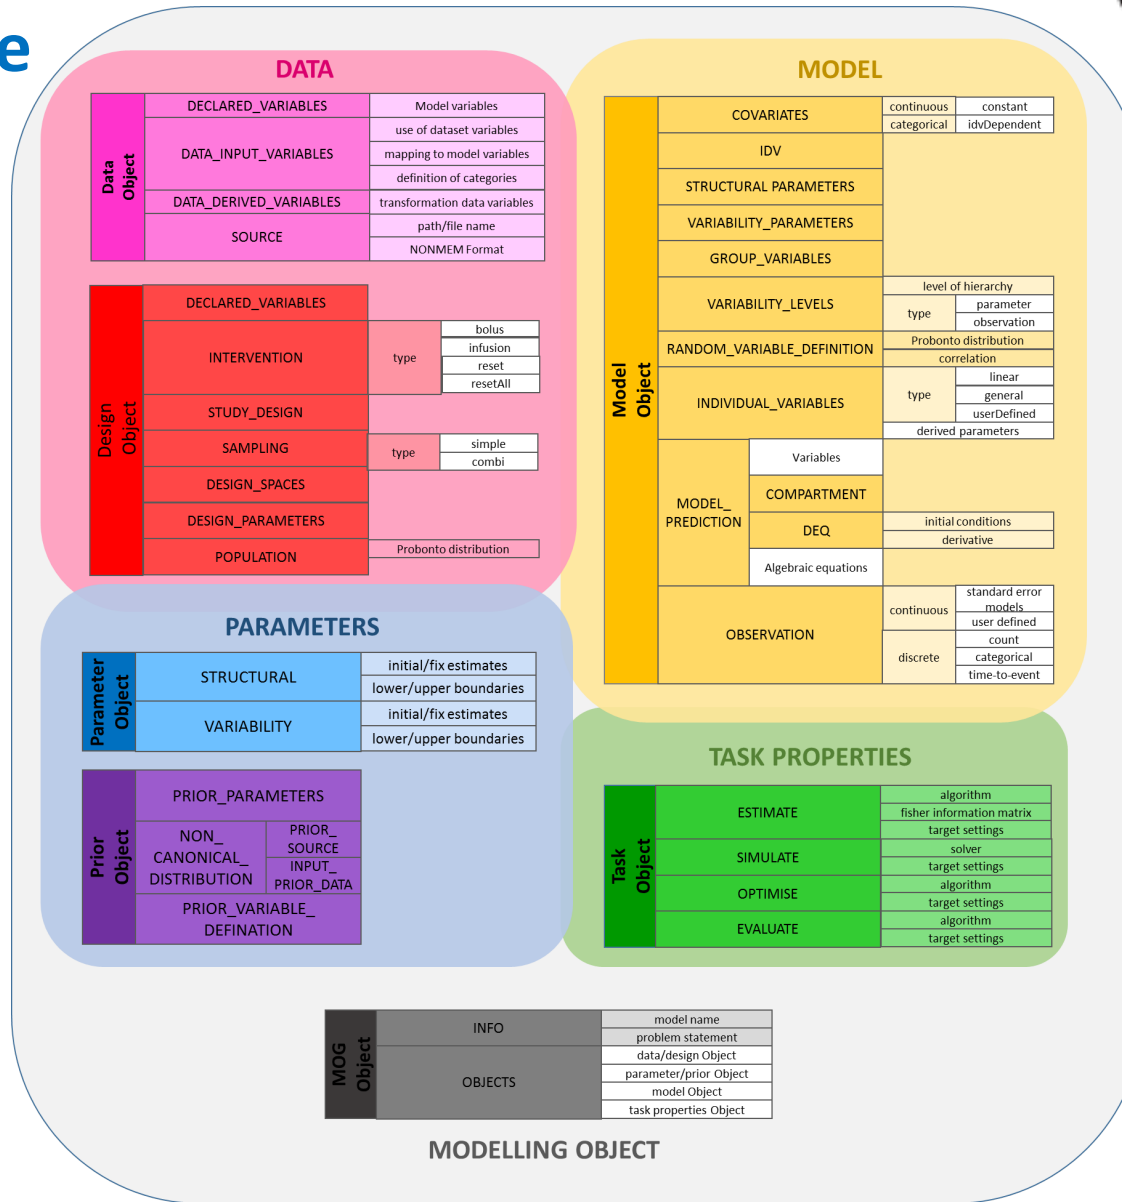 e
DATA
Data
Object
DECLARED_VARIABLES
Model variables
DATA_INPUT_VARIABLES
use of dataset variables
mapping to model variables
definition of categories
DATA_DERIVED_VARIABLES
transformation data variables
SOURCE
path/file name
NONMEM Format
Design
Object
DECLARED_VARIABLES
INTERVENTION
type
bolus
infusion
reset
resetAll
STUDY_DESIGN
SAMPLING
type
simple
combi
DESIGN_SPACES
DESIGN_PARAMETERS
POPULATION
Probonto distribution
MODEL
Model
Object
COVARIATES
continuous
constant
categorical
idvDependent
IDV
STRUCTURAL PARAMETERS
VARIABILITY_PARAMETERS
GROUP_VARIABLES
VARIABILITY_LEVELS
level of hierarchy
type
parameter
observation
RANDOM_VARIABLE_DEFINITION
Probonto distribution
correlation
INDIVIDUAL_VARIABLES
type
linear
general
userDefined
derived parameters
MODEL_
PREDICTION
Variables
COMPARTMENT
DEQ
initial conditions
derivative
Algebraic equations
OBSERVATION
continuous
standard error
models
user defined
discrete
count
categorical
time-to-event
PARAMETERS
Parameter
Object
STRUCTURAL
initial/fix estimates
lower/upper boundaries
VARIABILITY
initial/fix estimates
lower/upper boundaries
Prior
Object
PRIOR_PARAMETERS
NON_
CANONICAL_
DISTRIBUTION
PRIOR_
SOURCE
INPUT_
PRIOR_DATA
PRIOR_VARIABLE_
DEFINATION
TASK PROPERTIES
Task
Object
ESTIMATE
algorithm
fisher information matrix
target settings
SIMULATE
solver
target settings
OPTIMISE
algorithm
target settings
EVALUATE
algorithm
target settings
MOG
Object
INFO
model name
problem statement
OBJECTS
data/design Object
parameter/prior Object
model Object
task properties Object
MODELLING OBJECT